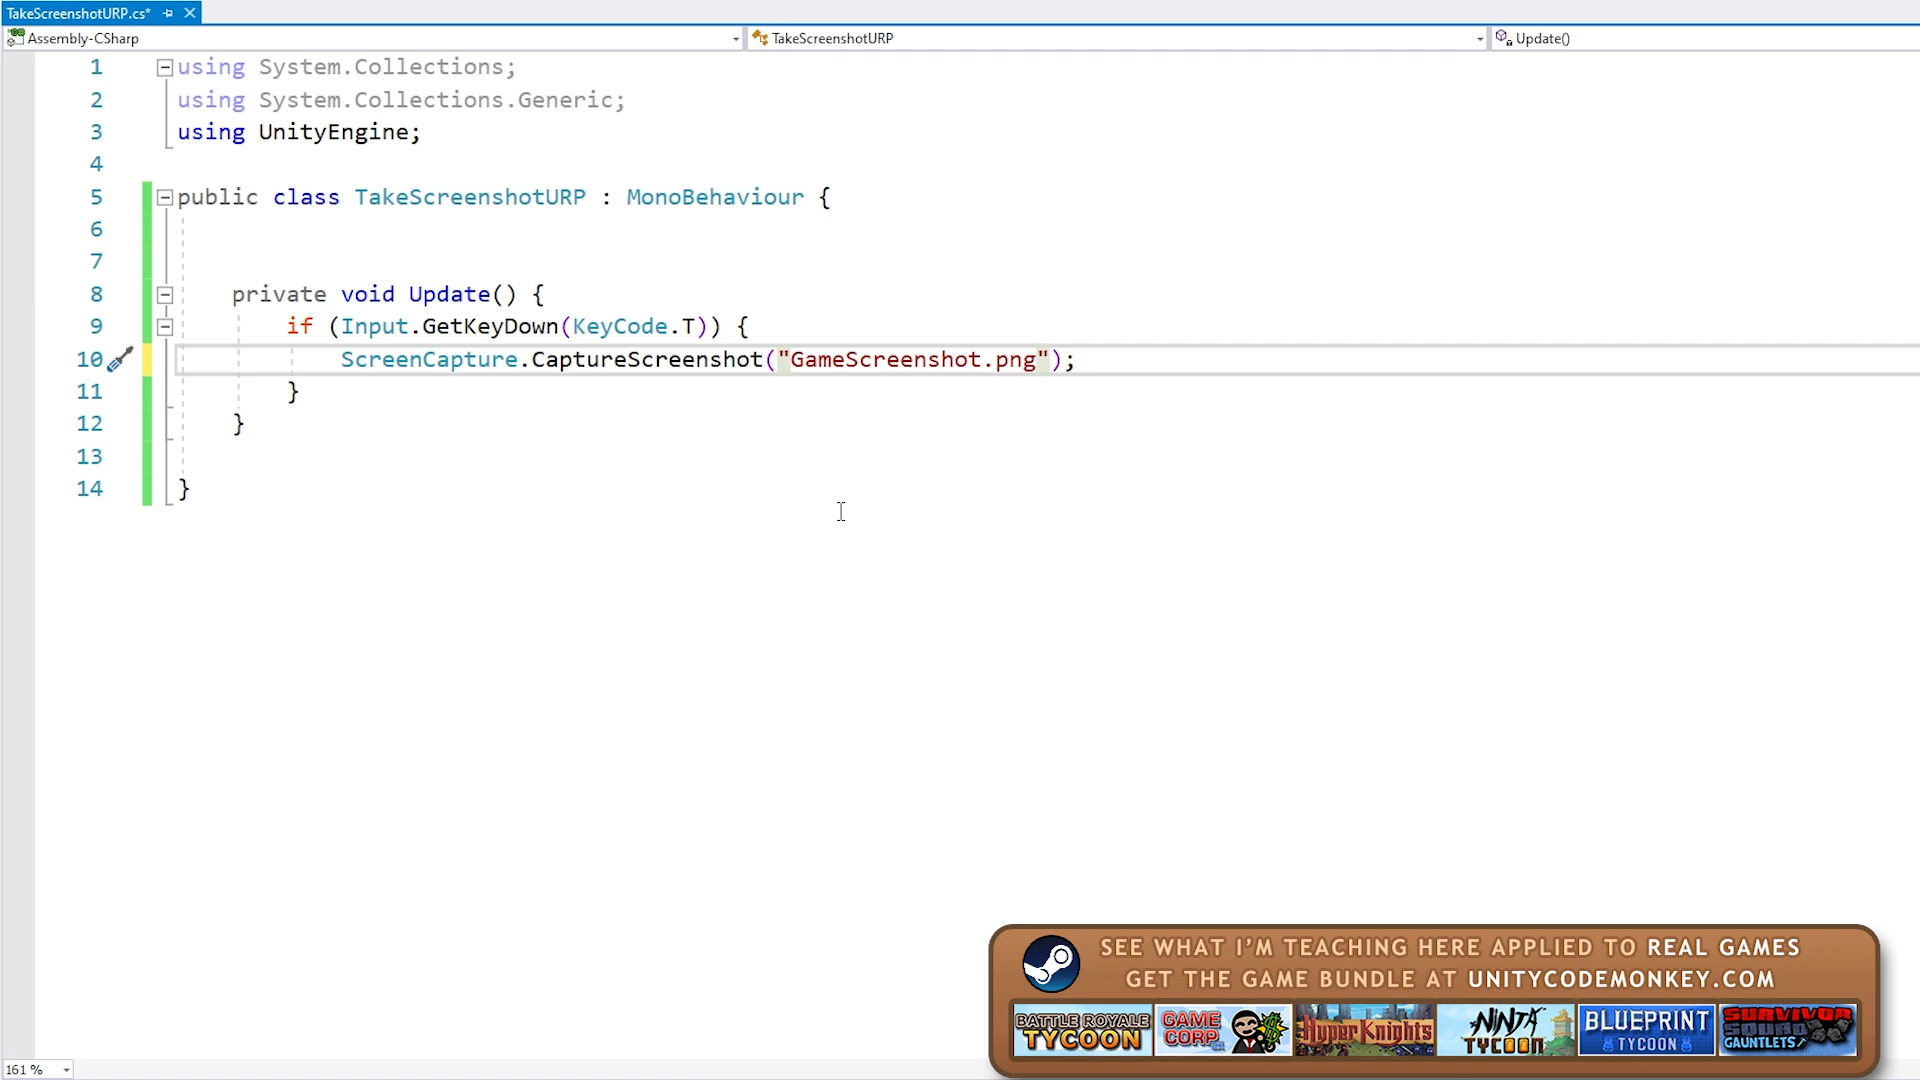 TakeScreenshotURP.cs*
Assembly-CSharp
TakeScreenshotURP
Update()
1 using System.Collections;
2 using System.Collections.Generic;
3 using UnityEngine;
4
5 public class TakeScreenshotURP : MonoBehaviour {
6
7
8 private void Update() {
9 if (Input.GetKeyDown(KeyCode.T)) {
10 ScreenCapture.CaptureScreenshot("GameScreenshot.png");
11 }
12 }
13
14 }
SEE WHAT I'M TEACHING HERE APPLIED TO REAL GAMES
GET THE GAME BUNDLE AT UNITYCODEMONKEY.COM
BATTLE ROYALE TYCOON
GAME CORP
HYPER KNIGHTS
NINJA TYCOON
BLUEPRINT TYCOON
SURVIVOR SQUAD GAUNTLETS
161 %